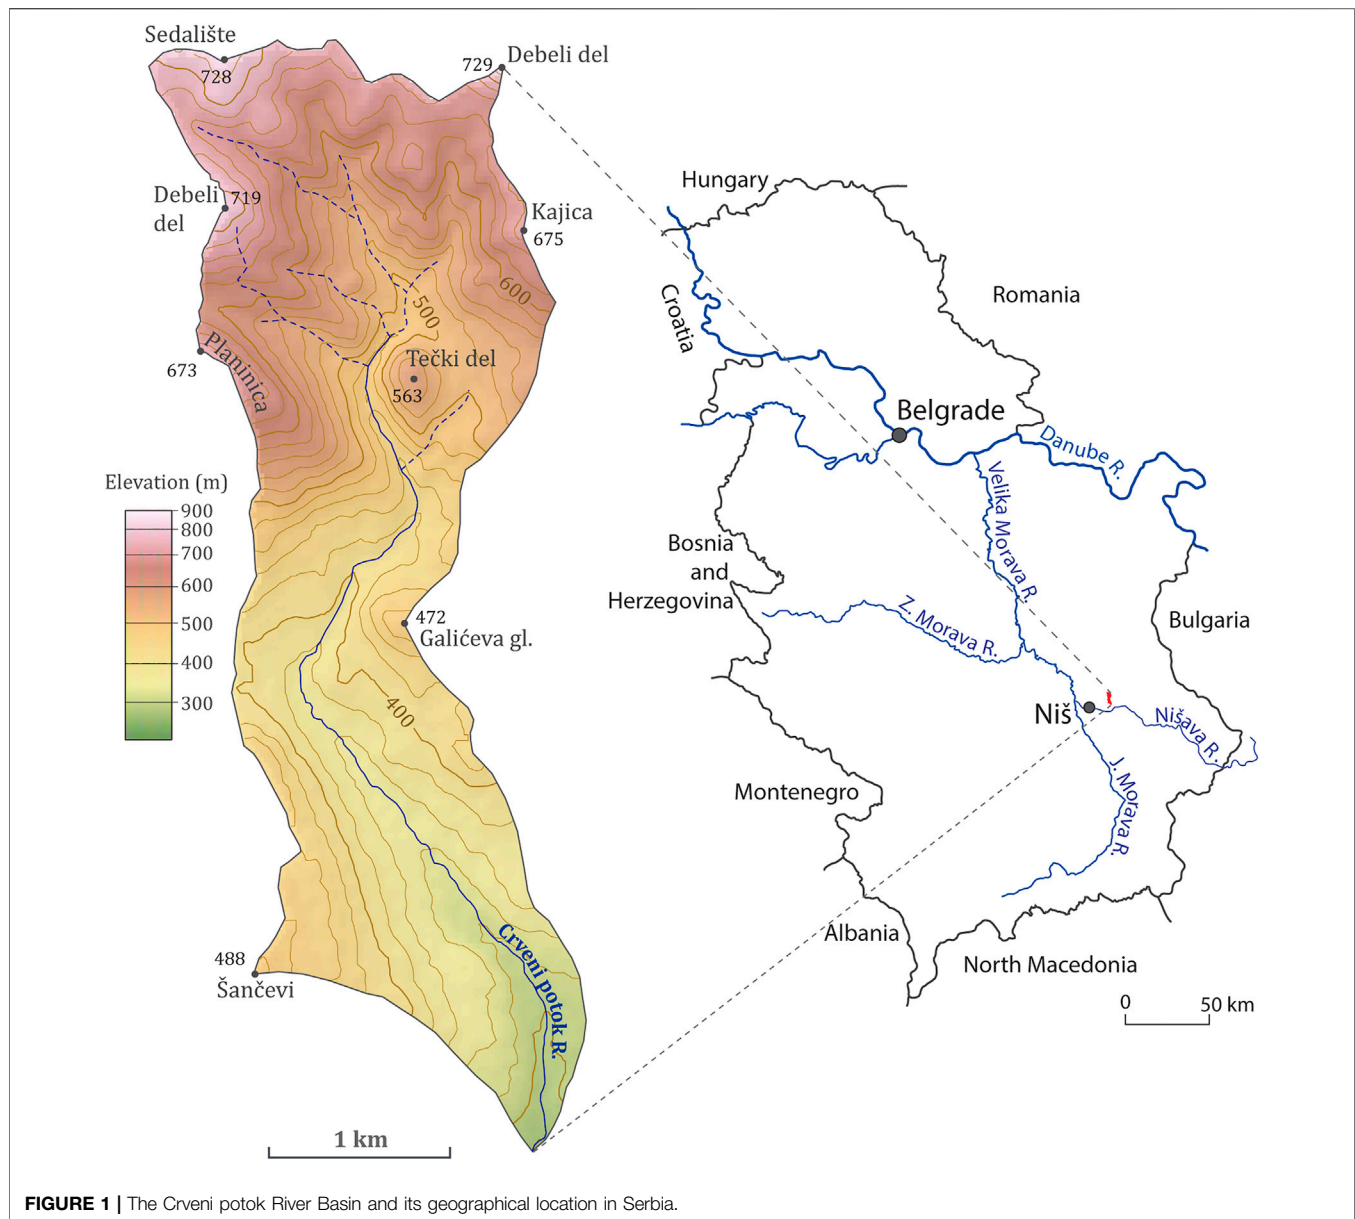 Sedalište
728
729
Debeli del
Debeli
del
719
Kajica
675
600
500
Tečki del
563
Planinica
673
Elevation (m)
900
800
700
600
500
400
300
472
Galićeva gl.
400
488
Šančevi
Crveni potok R.
1 km
Hungary
Croatia
Romania
Belgrade
Danube R.
Velika Morava R.
Bosnia
and
Herzegovina
Z. Morava R.
Bulgaria
Niš
Nišava R.
J. Morava R.
Montenegro
Albania
North Macedonia
0
50 km
FIGURE 1 | The Crveni potok River Basin and its geographical location in Serbia.